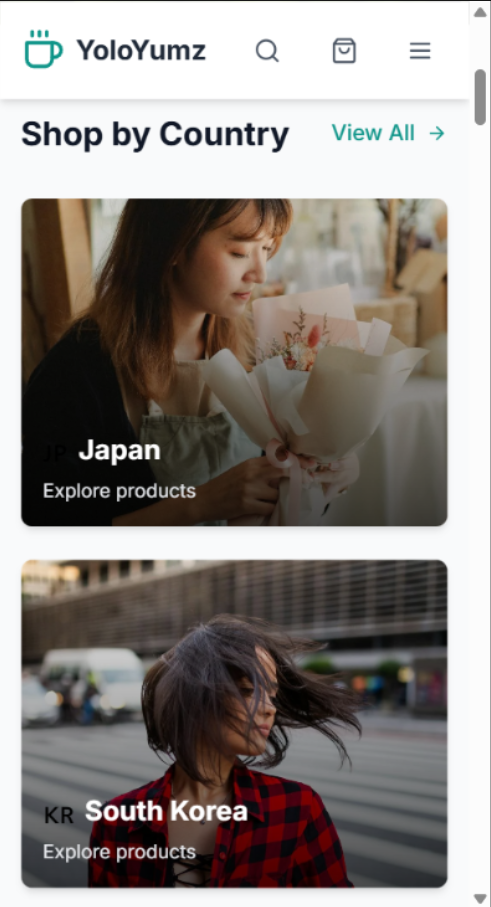 YoloYumz
Shop by Country
View All →
JP Japan
Explore products
KR South Korea
Explore products